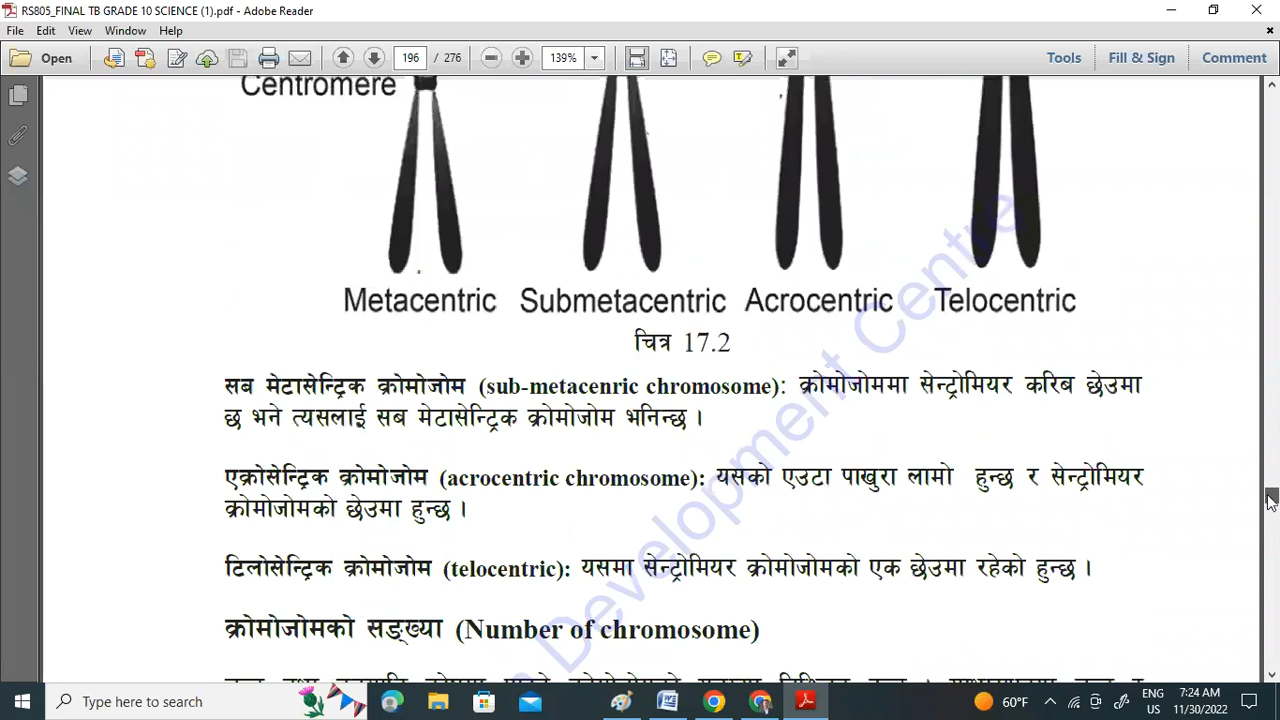 RS805_FINAL TB GRADE 10 SCIENCE (1).pdf - Adobe Reader
File Edit View Window Help
Open 196 / 276 139% Tools Fill & Sign Comment
Centromere
Metacentric Submetacentric Acrocentric Telocentric
चित्र 17.2
सब मेटासेन्ट्रिक क्रोमोजोम (sub-metacenric chromosome): क्रोमोजोममा सेन्ट्रोमियर करिब छेउमा
छ भने त्यसलाई सब मेटासेन्ट्रिक क्रोमोजोम भनिन्छ ।
एक्रोसेन्ट्रिक क्रोमोजोम (acrocentric chromosome): यसको एउटा पाखुरा लामो हुन्छ र सेन्ट्रोमियर
क्रोमोजोमको छेउमा हुन्छ ।
टिलोसेन्ट्रिक क्रोमोजोम (telocentric): यसमा सेन्ट्रोमियर क्रोमोजोमको एक छेउमा रहेको हुन्छ ।
क्रोमोजोमको सङ्ख्या (Number of chromosome)
Development Centre
Type here to search 60°F ENG 7:24 AM
US 11/30/2022